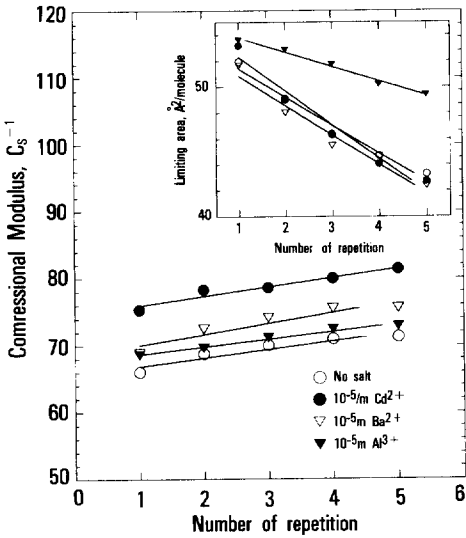 120
110
100
90
80
70
60
50
Comressional Modulus, Cs⁻¹
0
1
2
3
4
5
6
Number of repetition
50
40
Limiting area, Å²/molecule
1
2
3
4
5
Number of repetition
No salt
10⁻⁵/m Cd²⁺
10⁻⁵m Ba²⁺
10⁻⁵m Al³⁺